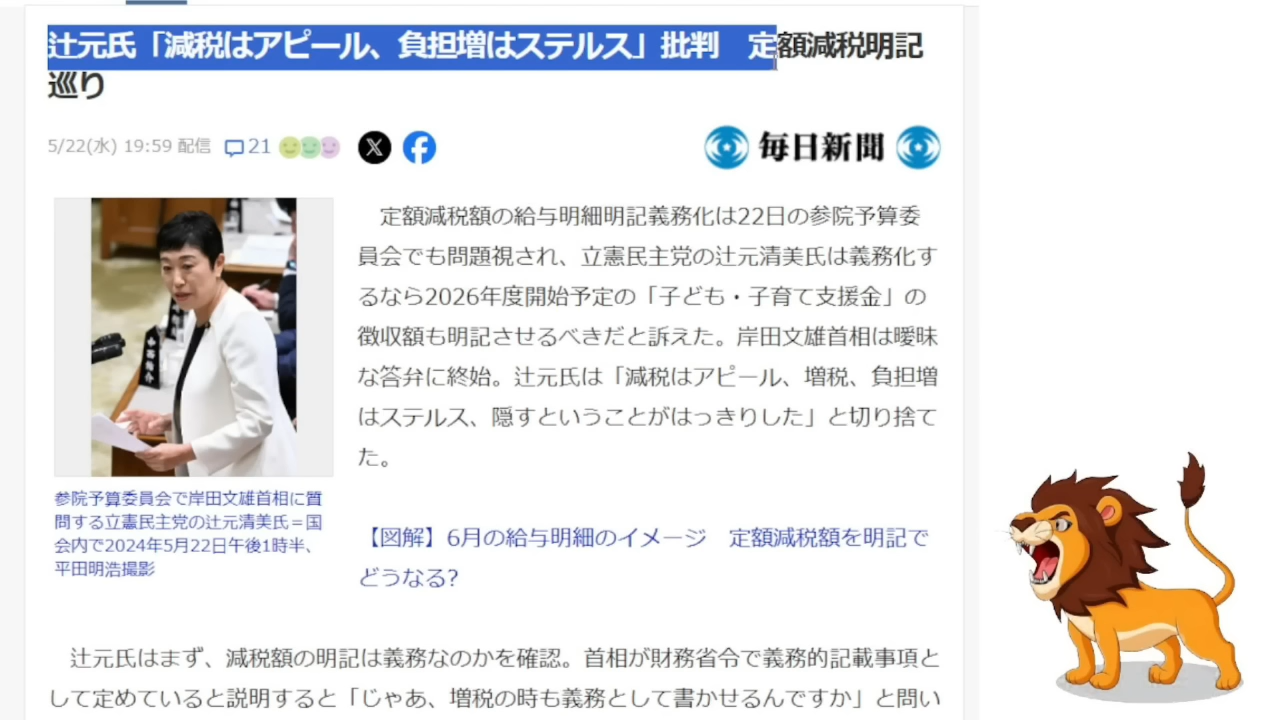 辻元氏「減税はアピール、負担増はステルス」批判　定額減税明記
巡り
5/22(水) 19:59 配信 21
毎日新聞
定額減税額の給与明細明記義務化は22日の参院予算委
員会でも問題視され、立憲民主党の辻元清美氏は義務化す
るなら2026年度開始予定の「子ども・子育て支援金」の
徴収額も明記させるべきだと訴えた。岸田文雄首相は曖昧
な答弁に終始。辻元氏は「減税はアピール、増税、負担増
はステルス、隠すということがはっきりした」と切り捨て
た。
参院予算委員会で岸田文雄首相に質
問する立憲民主党の辻元清美氏＝国
会内で2024年5月22日午後1時半、
平田明浩撮影
【図解】6月の給与明細のイメージ　定額減税額を明記で
どうなる?
辻元氏はまず、減税額の明記は義務なのかを確認。首相が財務省令で義務的記載事項と
して定めていると説明すると「じゃあ、増税の時も義務として書かせるんですか」と問い